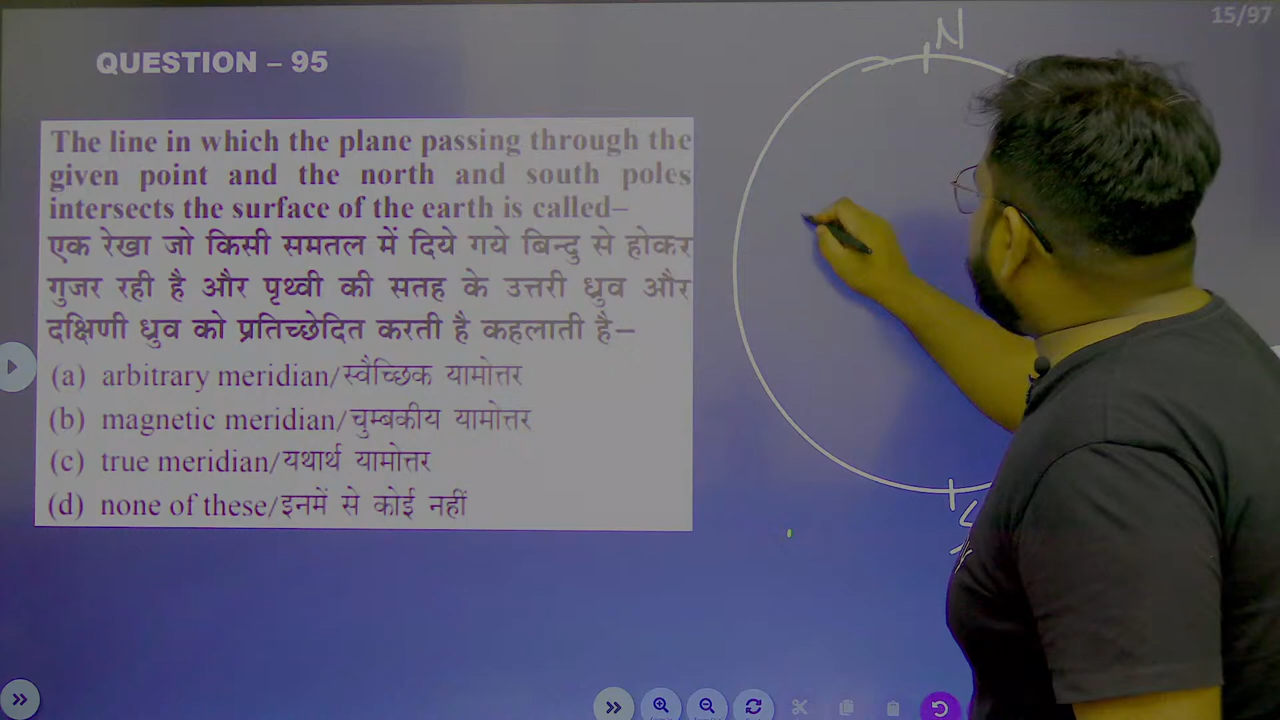 15/97
N
QUESTION – 95
The line in which the plane passing through the
given point and the north and south poles
intersects the surface of the earth is called–
एक रेखा जो किसी समतल में दिये गये बिन्दु से होकर
गुजर रही है और पृथ्वी की सतह के उत्तरी ध्रुव और
दक्षिणी ध्रुव को प्रतिच्छेदित करती है कहलाती है–
(a) arbitrary meridian/स्वैच्छिक यामोत्तर
(b) magnetic meridian/चुम्बकीय यामोत्तर
(c) true meridian/यथार्थ यामोत्तर
(d) none of these/इनमें से कोई नहीं